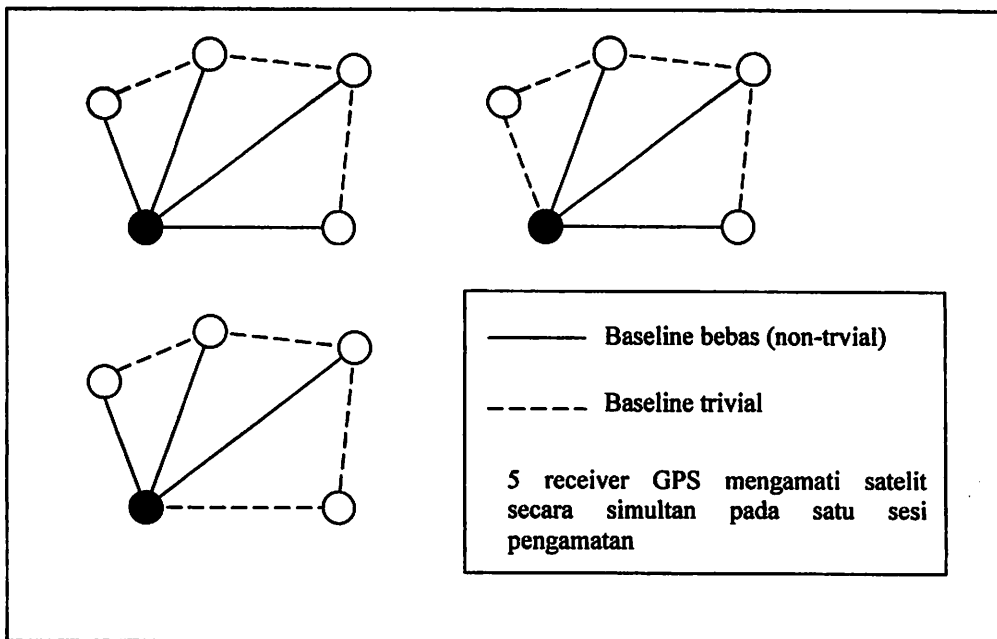 Baseline bebas (non-trvial)
Baseline trivial
5 receiver GPS mengamati satelit
secara simultan pada satu sesi
pengamatan